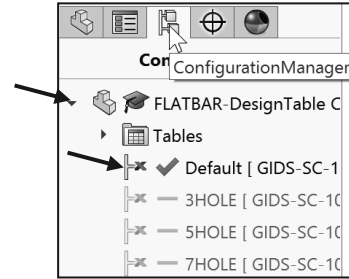 Con
ConfigurationManager
FLATBAR-DesignTable C
Tables
Default [ GIDS-SC-1
3HOLE [ GIDS-SC-10
5HOLE [ GIDS-SC-10
7HOLE [ GIDS-SC-10